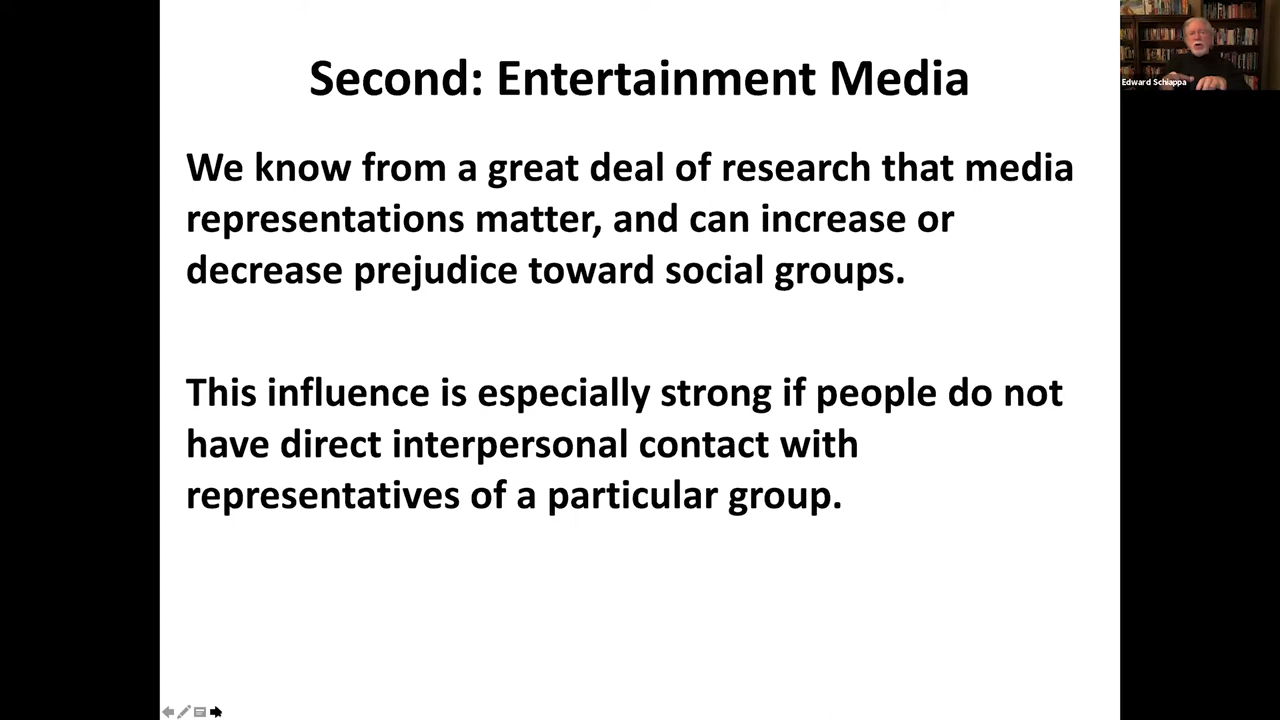 Second: Entertainment Media
Edward Schiappa
We know from a great deal of research that media
representations matter, and can increase or
decrease prejudice toward social groups.
This influence is especially strong if people do not
have direct interpersonal contact with
representatives of a particular group.